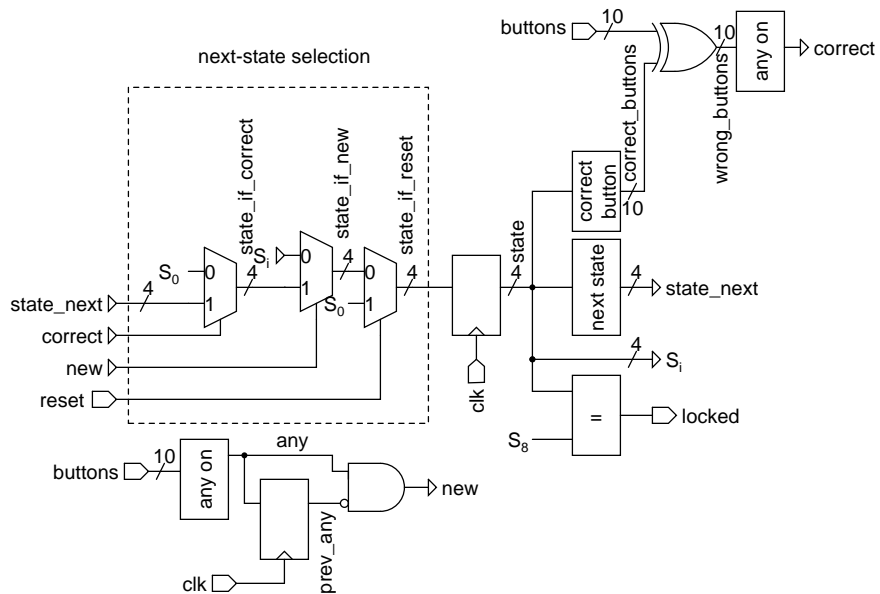 buttons
10
10
any on
correct
correct_buttons
wrong_buttons
next-state selection
state_if_correct
state_if_new
state_if_reset
S0
0
1
4
Si
0
1
4
S0
0
1
4
state_next
4
correct
new
reset
clk
state
4
correct button
10
next state
4
state_next
4
Si
S8
=
locked
buttons
10
any on
any
prev_any
new
clk